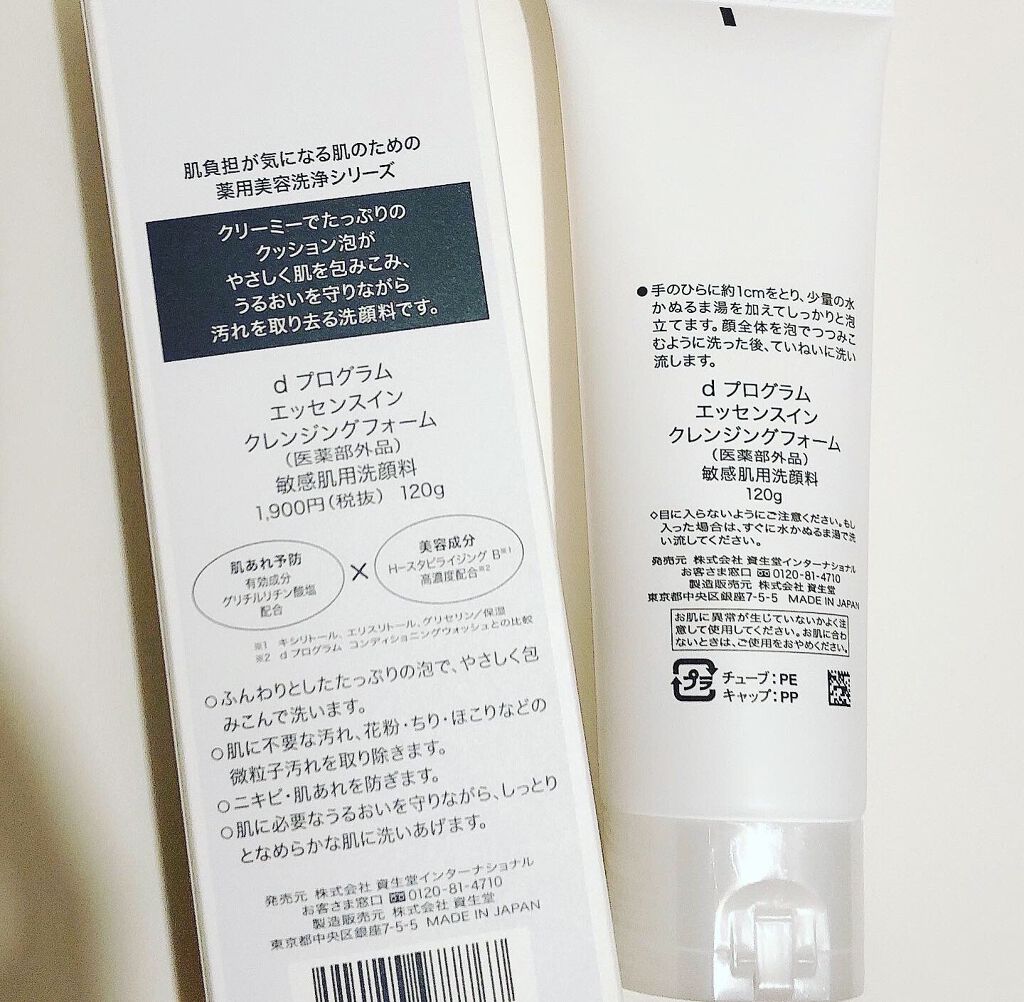 肌負担が気になる肌のための
薬用美容洗浄シリーズ
クリーミーでたっぷりの
クッション泡が
やさしく肌を包みこみ、
うるおいを守りながら
汚れを取り去る洗顔料です。
d プログラム
エッセンスイン
クレンジングフォーム
（医薬部外品）
敏感肌用洗顔料
1,900円（税抜） 120g
肌あれ予防
有効成分
グリチルリチン酸塩
配合
×
美容成分
H－スタビライジング B※1
高濃度配合※2
※1 キシリトール、エリスリトール、グリセリン／保湿
※2 d プログラム コンディショニングウォッシュとの比較
○ふんわりとしたたっぷりの泡で、やさしく包
みこんで洗います。
○肌に不要な汚れ、花粉・ちり・ほこりなどの
微粒子汚れを取り除きます。
○ニキビ・肌あれを防ぎます。
○肌に必要なうるおいを守りながら、しっとり
となめらかな肌に洗いあげます。
発売元 株式会社 資生堂インターナショナル
お客さま窓口 0120-81-4710
製造販売元 株式会社 資生堂
東京都中央区銀座7-5-5 MADE IN JAPAN
●手のひらに約1cmをとり、少量の水
かぬるま湯を加えてしっかりと泡
立てます。顔全体を泡でつつみこ
むように洗った後、ていねいに洗い
流します。
d プログラム
エッセンスイン
クレンジングフォーム
（医薬部外品）
敏感肌用洗顔料
120g
◇目に入らないようにご注意ください。もし
入った場合は、すぐに水かぬるま湯で洗
い流してください。
発売元 株式会社 資生堂インターナショナル
お客さま窓口 0120-81-4710
製造販売元 株式会社 資生堂
東京都中央区銀座7-5-5 MADE IN JAPAN
お肌に異常が生じていないかよく注
意して使用してください。お肌に合わ
ないときは、ご使用をおやめください。
プラ
チューブ：PE
キャップ：PP